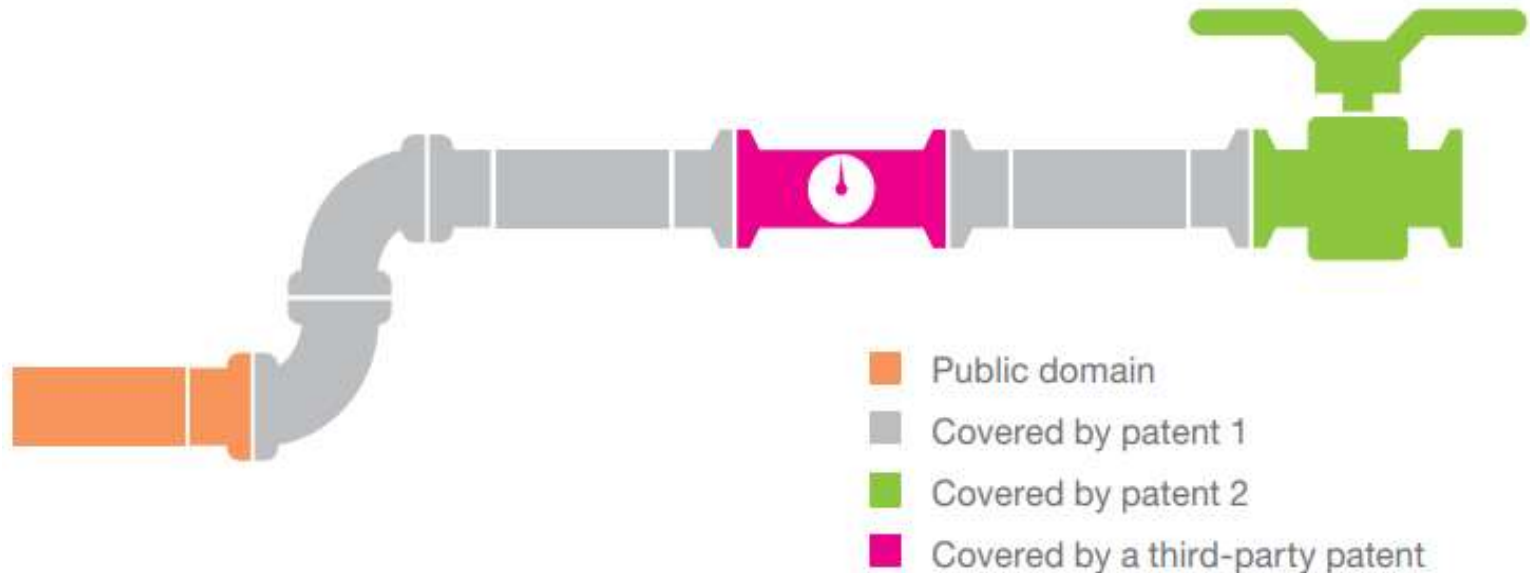 Public domain
Covered by patent 1
Covered by patent 2
Covered by a third-party patent